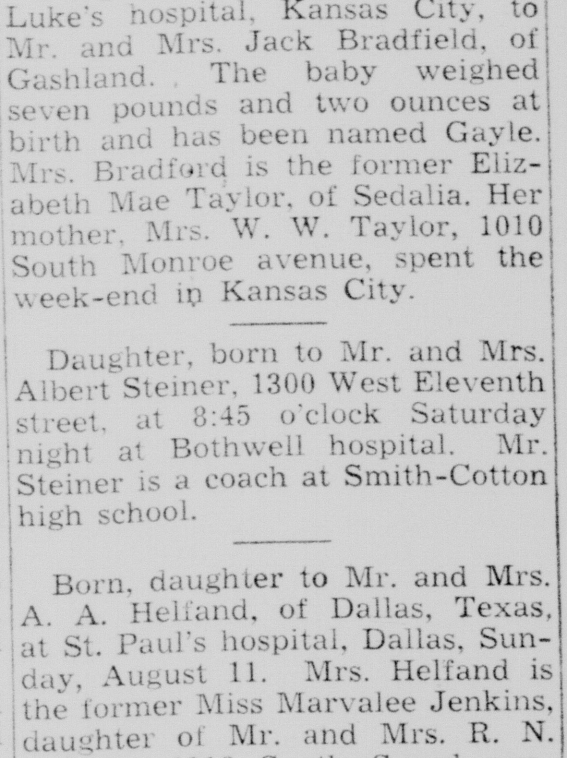 Luke's hospital, Kansas City, to
Mr. and Mrs. Jack Bradfield, of
Gashland. The baby weighed
seven pounds and two ounces at
birth and has been named Gayle.
Mrs. Bradford is the former Eliz-
abeth Mae Taylor, of Sedalia. Her
mother, Mrs. W. W. Taylor, 1010
South Monroe avenue, spent the
week-end in Kansas City.
Daughter, born to Mr. and Mrs.
Albert Steiner, 1300 West Eleventh
street, at 8:45 o'clock Saturday
night at Bothwell hospital. Mr.
Steiner is a coach at Smith-Cotton
high school.
Born, daughter to Mr. and Mrs.
A. A. Helfand, of Dallas, Texas,
at St. Paul's hospital, Dallas, Sun-
day, August 11. Mrs. Helfand is
the former Miss Marvalee Jenkins,
daughter of Mr. and Mrs. R. N.